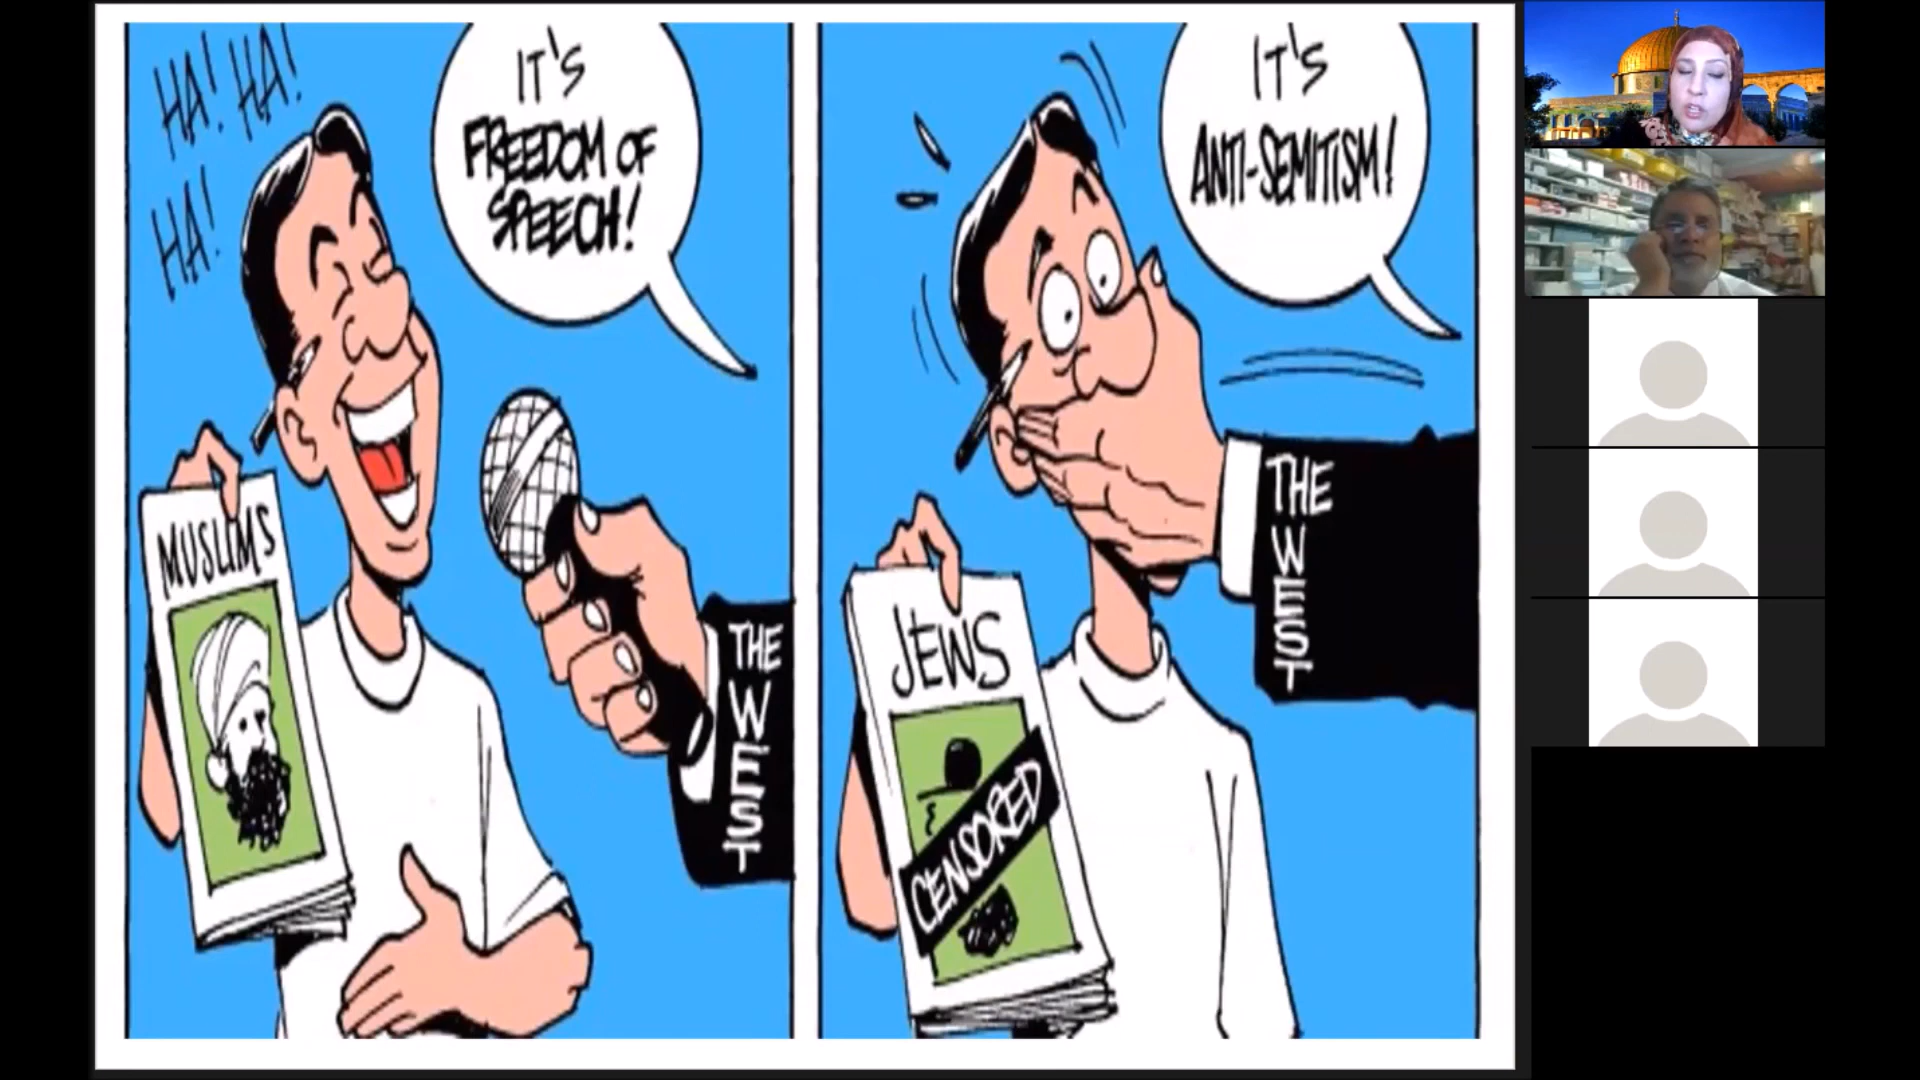 HA! HA!
HA!
IT'S
FREEDOM OF
SPEECH!
MUSLIMS
THE
WEST
IT'S
ANTI-SEMITISM!
THE
WEST
JEWS
CENSORED